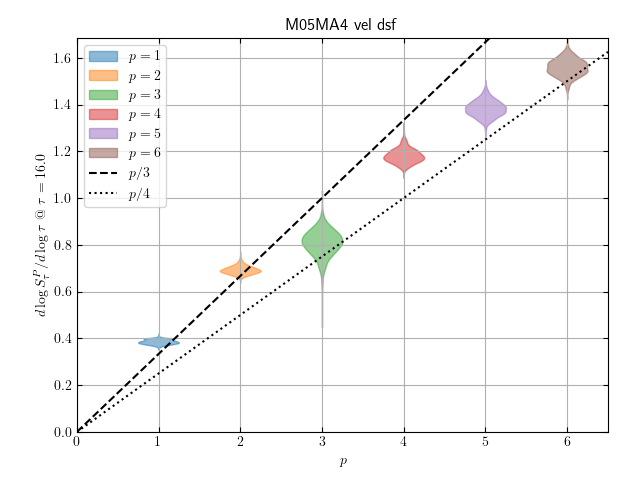 M05MA4 vel dsf
d log S_τ^P / d log τ @ τ = 16.0
1.6
1.4
1.2
1.0
0.8
0.6
0.4
0.2
0.0
p = 1
p = 2
p = 3
p = 4
p = 5
p = 6
p/3
p/4
0 1 2 3 4 5 6
p